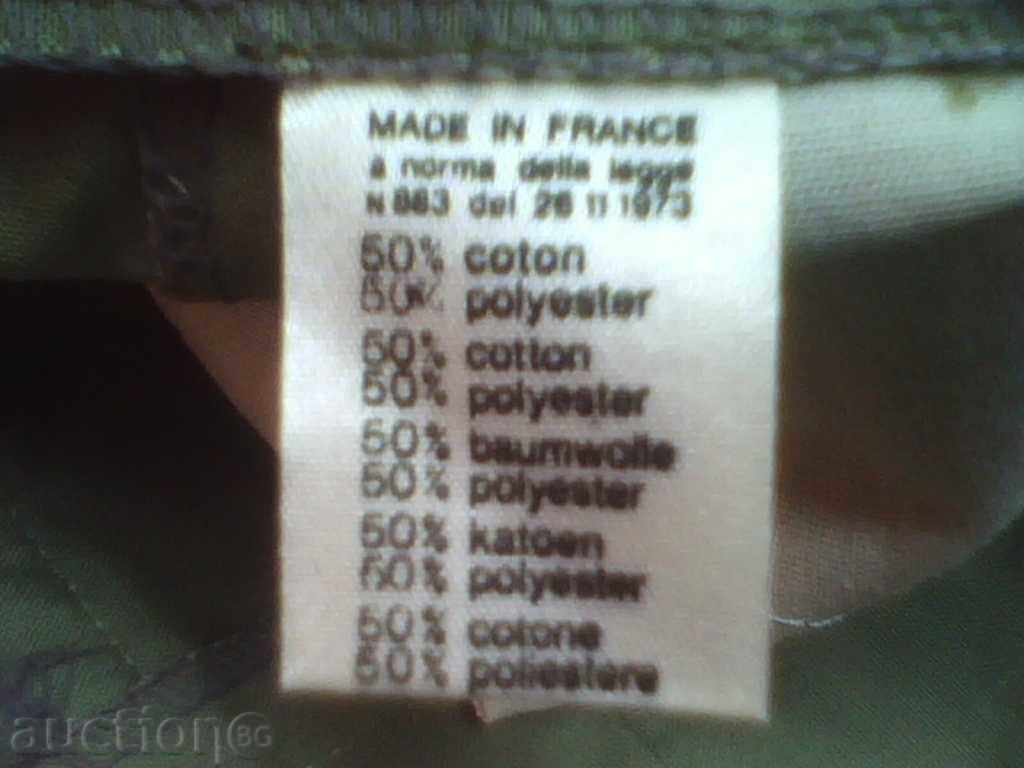 MADE IN FRANCE
a norma della legge
N 883 del 26 11 1973
50% coton
50% polyester
50% cotton
50% polyester
50% baumwolle
50% polyester
50% katoen
50% polyester
50% cotone
50% poliestere
auction BG